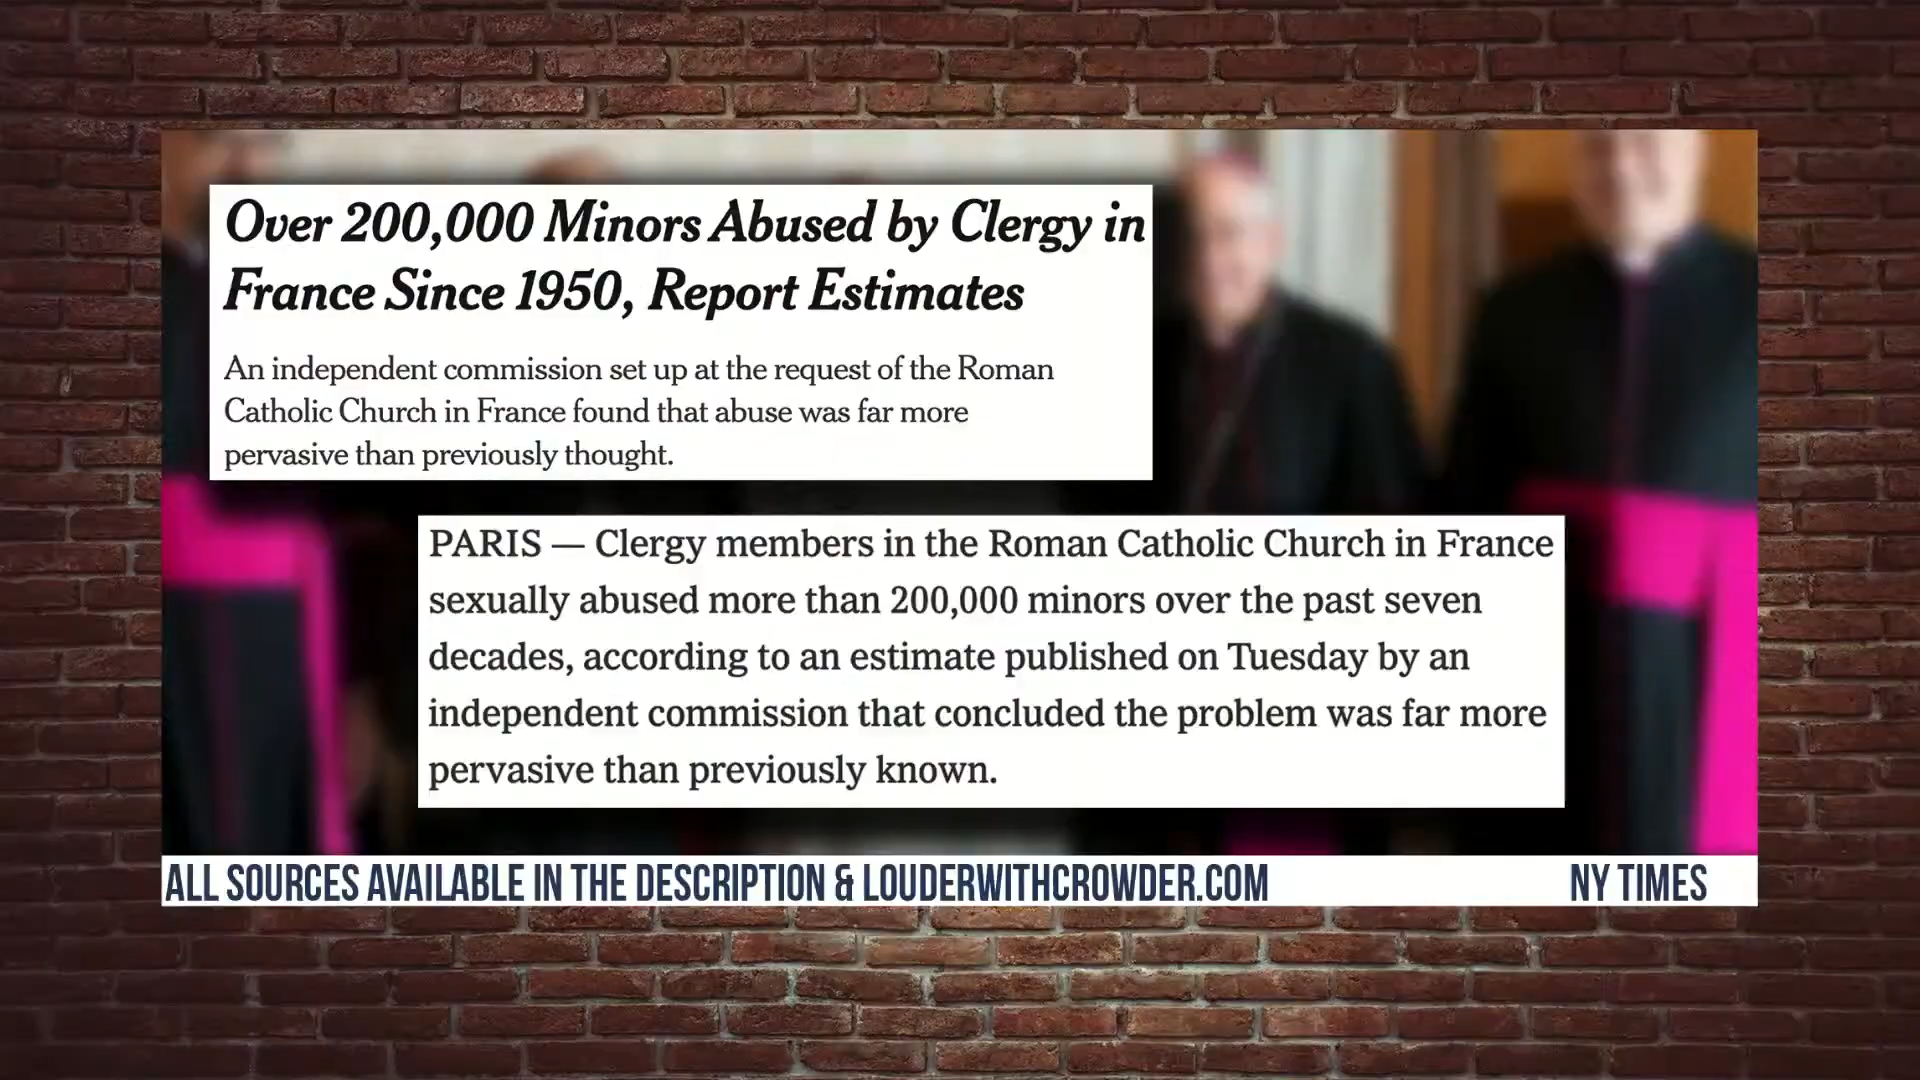 Over 200,000 Minors Abused by Clergy in
France Since 1950, Report Estimates
An independent commission set up at the request of the Roman
Catholic Church in France found that abuse was far more
pervasive than previously thought.
PARIS — Clergy members in the Roman Catholic Church in France
sexually abused more than 200,000 minors over the past seven
decades, according to an estimate published on Tuesday by an
independent commission that concluded the problem was far more
pervasive than previously known.
ALL SOURCES AVAILABLE IN THE DESCRIPTION & LOUDERWITHCROWDER.COM
NY TIMES